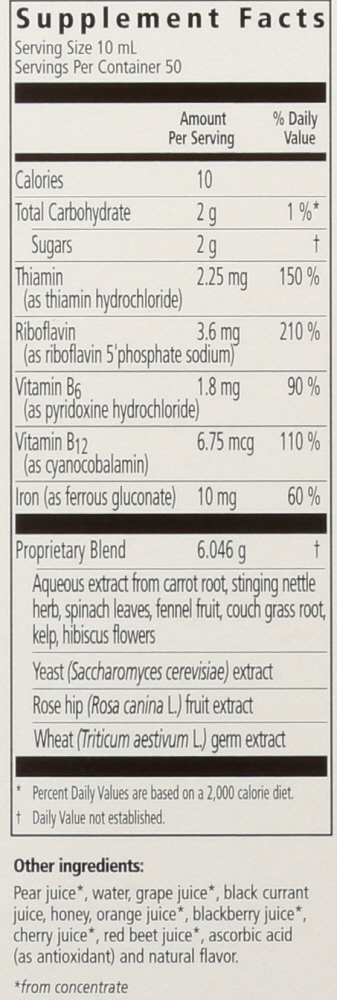 Supplement Facts
Serving Size 10 mL
Servings Per Container 50
Amount Per Serving % Daily Value
Calories 10
Total Carbohydrate 2 g 1 %*
Sugars 2 g †
Thiamin 2.25 mg 150 %
(as thiamin hydrochloride)
Riboflavin 3.6 mg 210 %
(as riboflavin 5'phosphate sodium)
Vitamin B6 1.8 mg 90 %
(as pyridoxine hydrochloride)
Vitamin B12 6.75 mcg 110 %
(as cyanocobalamin)
Iron (as ferrous gluconate) 10 mg 60 %
Proprietary Blend 6.046 g †
Aqueous extract from carrot root, stinging nettle
herb, spinach leaves, fennel fruit, couch grass root,
kelp, hibiscus flowers
Yeast (Saccharomyces cerevisiae) extract
Rose hip (Rosa canina L.) fruit extract
Wheat (Triticum aestivum L.) germ extract
* Percent Daily Values are based on a 2,000 calorie diet.
† Daily Value not established.
Other ingredients:
Pear juice*, water, grape juice*, black currant
juice, honey, orange juice*, blackberry juice*,
cherry juice*, red beet juice*, ascorbic acid
(as antioxidant) and natural flavor.
*from concentrate